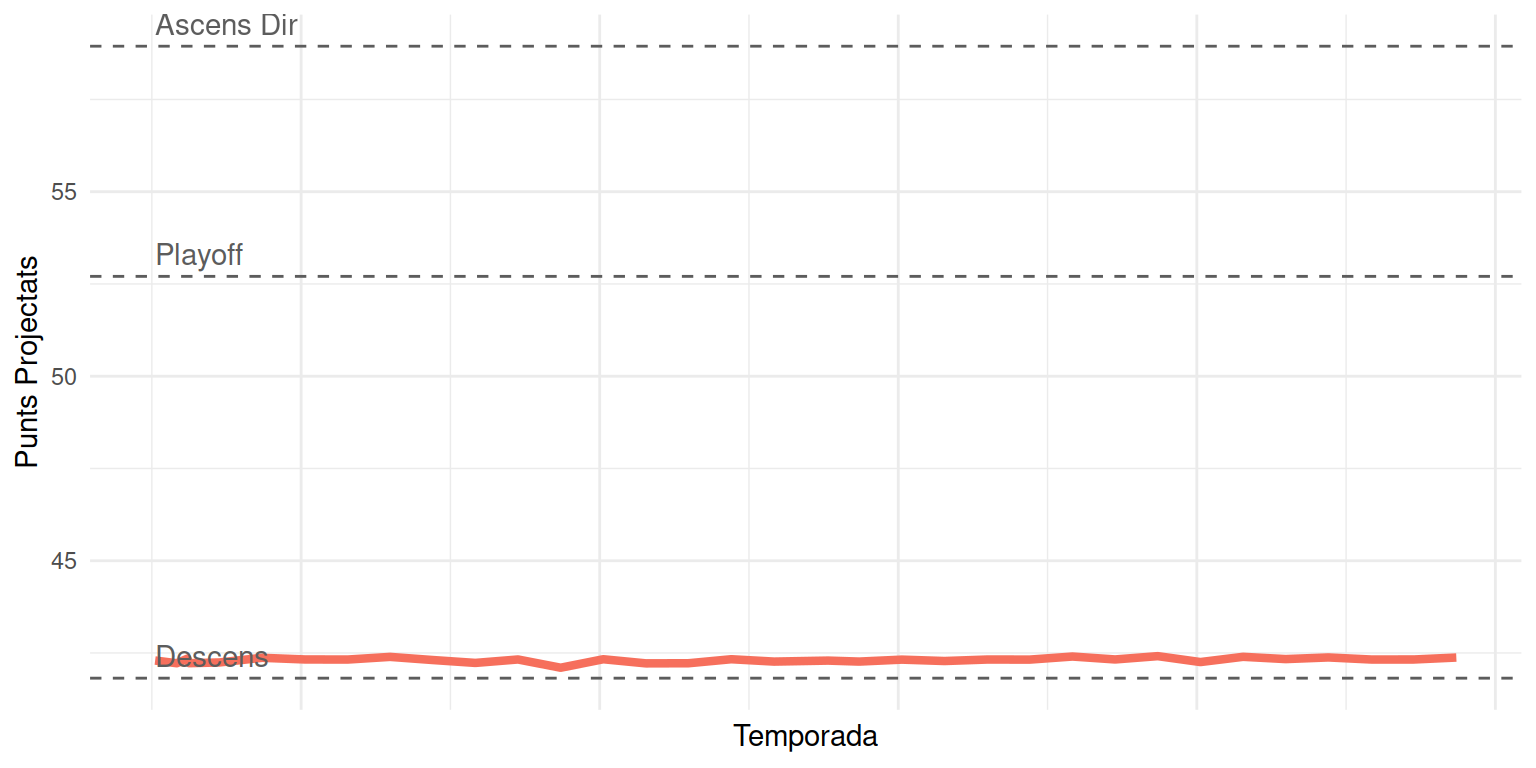 Ascens Dir
55
Playoff
50
45
Descens
Punts Projectats
Temporada